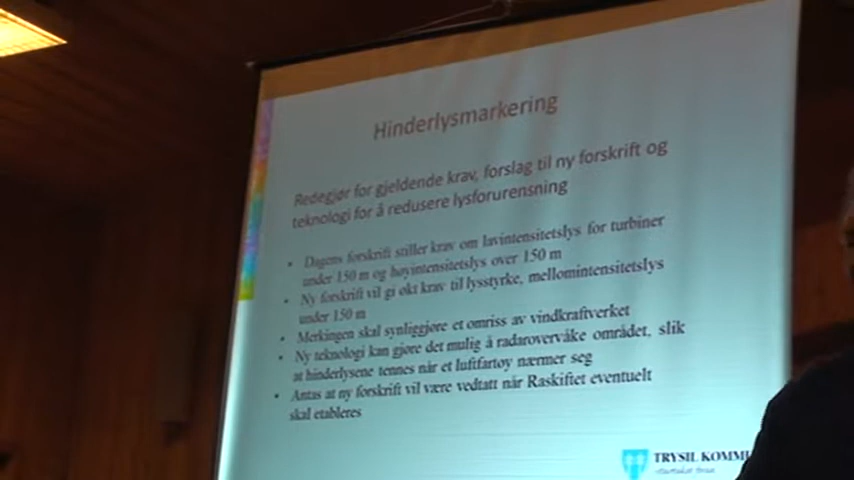 Hinderlysmarkering
Redegjør for gjeldende krav, forslag til ny forskrift og
teknologi for å redusere lysforurensning
• Dagens forskrift stiller krav om lavintensitetslys for turbiner
under 150 m og høyintensitetslys over 150 m
• Ny forskrift vil gi økt krav til lysstyrke, mellomintensitetslys
under 150 m
• Merkingen skal synliggjøre et omriss av vindkraftverket
• Ny teknologi kan gjøre det mulig å radarovervåke området, slik
at hinderlysene tennes når et luftfartøy nærmer seg
• Antas at ny forskrift vil være vedtatt når Raskiftet eventuelt
skal etableres
TRYSIL KOMMU